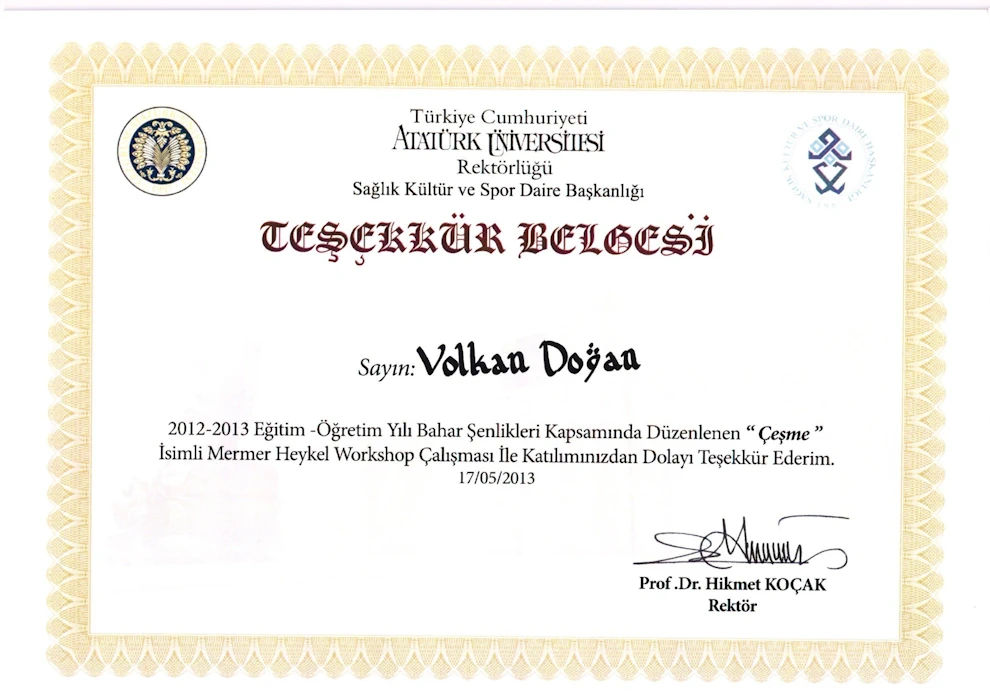 Türkiye Cumhuriyeti
ATATÜRK ÜNİVERSİTESİ
Rektörlüğü
Sağlık Kültür ve Spor Daire Başkanlığı
TEŞEKKÜR BELGESİ
Sayın: Volkan Doğan
2012-2013 Eğitim -Öğretim Yılı Bahar Şenlikleri Kapsamında Düzenlenen “ Çeşme ”
İsimli Mermer Heykel Workshop Çalışması İle Katılımınızdan Dolayı Teşekkür Ederim.
17/05/2013
Prof .Dr. Hikmet KOÇAK
Rektör